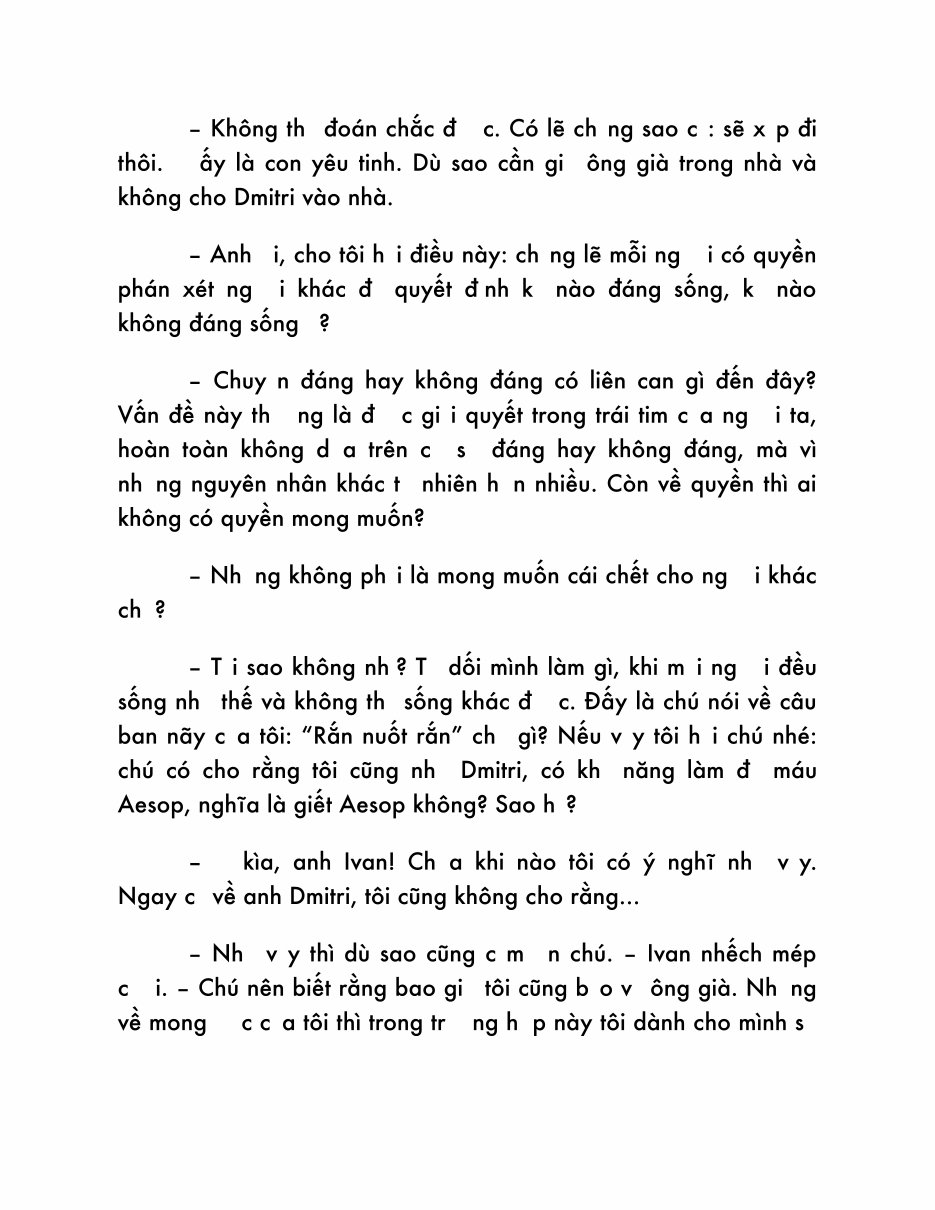 – Không th đoán chắc đ c. Có lẽ ch ng sao c : sẽ x p đi
thôi. ấy là con yêu tinh. Dù sao cần gi ông già trong nhà và
không cho Dmitri vào nhà.
– Anh i, cho tôi h i điều này: ch ng lẽ mỗi ng i có quyền
phán xét ng i khác đ quyết đ nh k nào đáng sống, k nào
không đáng sống ?
– Chuy n đáng hay không đáng có liên can gì đến đây?
Vấn đề này th ng là đ c gi i quyết trong trái tim c a ng i ta,
hoàn toàn không d a trên c s đáng hay không đáng, mà vì
nh ng nguyên nhân khác t nhiên h n nhiều. Còn về quyền thì ai
không có quyền mong muốn?
– Nh ng không ph i là mong muốn cái chết cho ng i khác
ch ?
– T i sao không nh ? T dối mình làm gì, khi m i ng i đều
sống nh thế và không th sống khác đ c. Đấy là chú nói về câu
ban nãy c a tôi: “Rắn nuốt rắn” ch gì? Nếu v y tôi h i chú nhé:
chú có cho rằng tôi cũng nh Dmitri, có kh năng làm đ máu
Aesop, nghĩa là giết Aesop không? Sao h ?
– kìa, anh Ivan! Ch a khi nào tôi có ý nghĩ nh v y.
Ngay c về anh Dmitri, tôi cũng không cho rằng...
– Nh v y thì dù sao cũng c m n chú. – Ivan nhếch mép
c i. – Chú nên biết rằng bao gi tôi cũng b o v ông già. Nh ng
về mong c c a tôi thì trong tr ng h p này tôi dành cho mình s